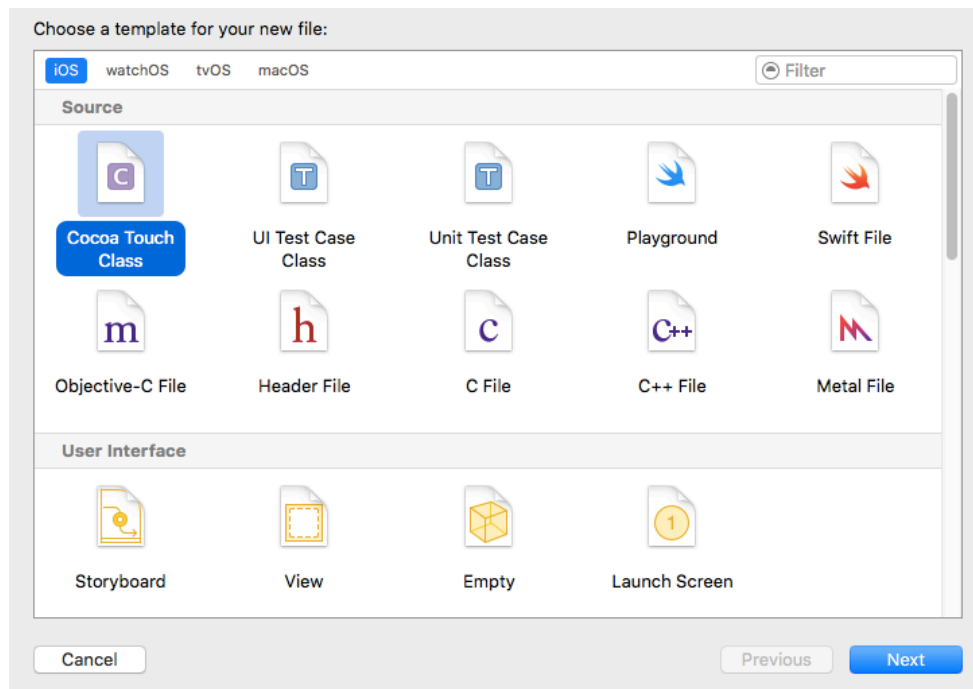 Choose a template for your new file:
iOS watchOS tvOS macOS Filter
Source
C T T
Cocoa Touch Class UI Test Case Class Unit Test Case Class Playground Swift File
m h c C++
Objective-C File Header File C File C++ File Metal File
User Interface
1
Storyboard View Empty Launch Screen
Cancel Previous Next